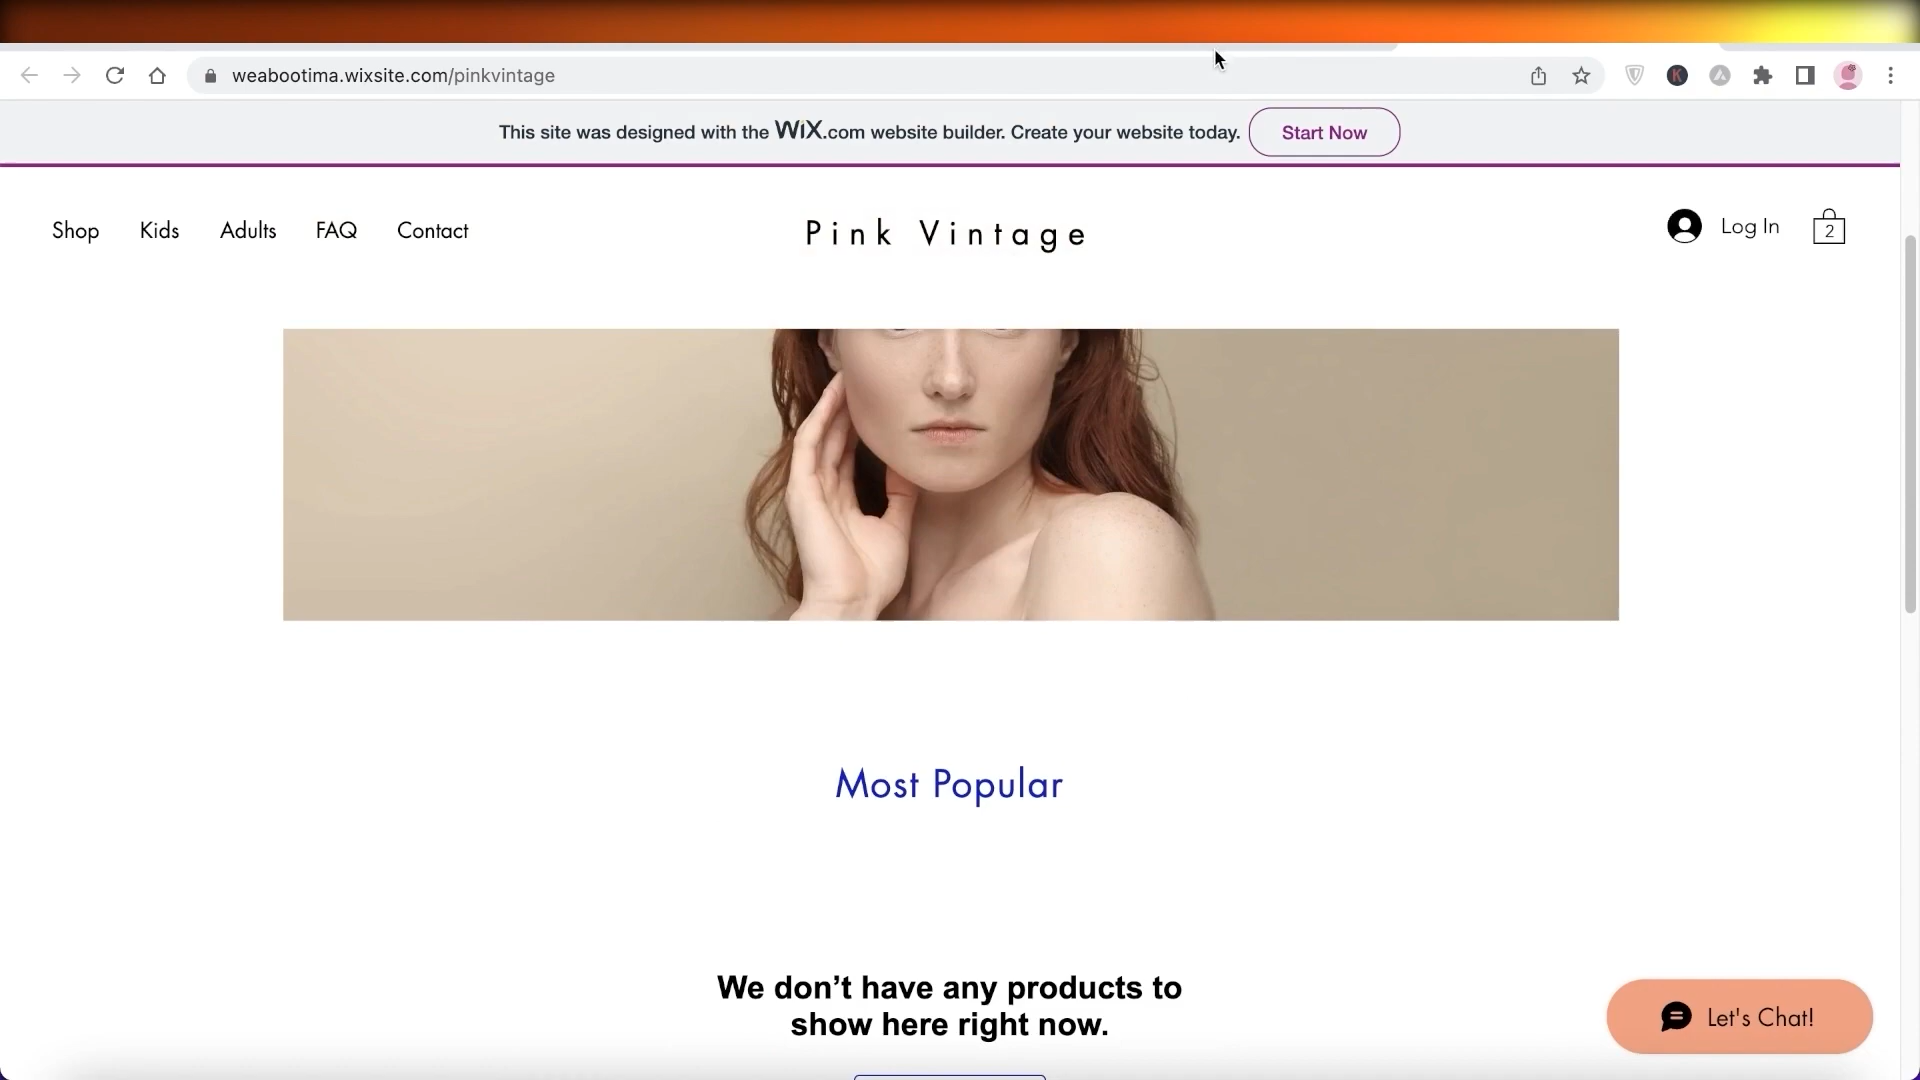 weabootima.wixsite.com/pinkvintage
K
This site was designed with the WiX.com website builder. Create your website today. Start Now
Shop Kids Adults FAQ Contact
Pink Vintage
Log In 2
Most Popular
We don’t have any products to
show here right now.
Let's Chat!